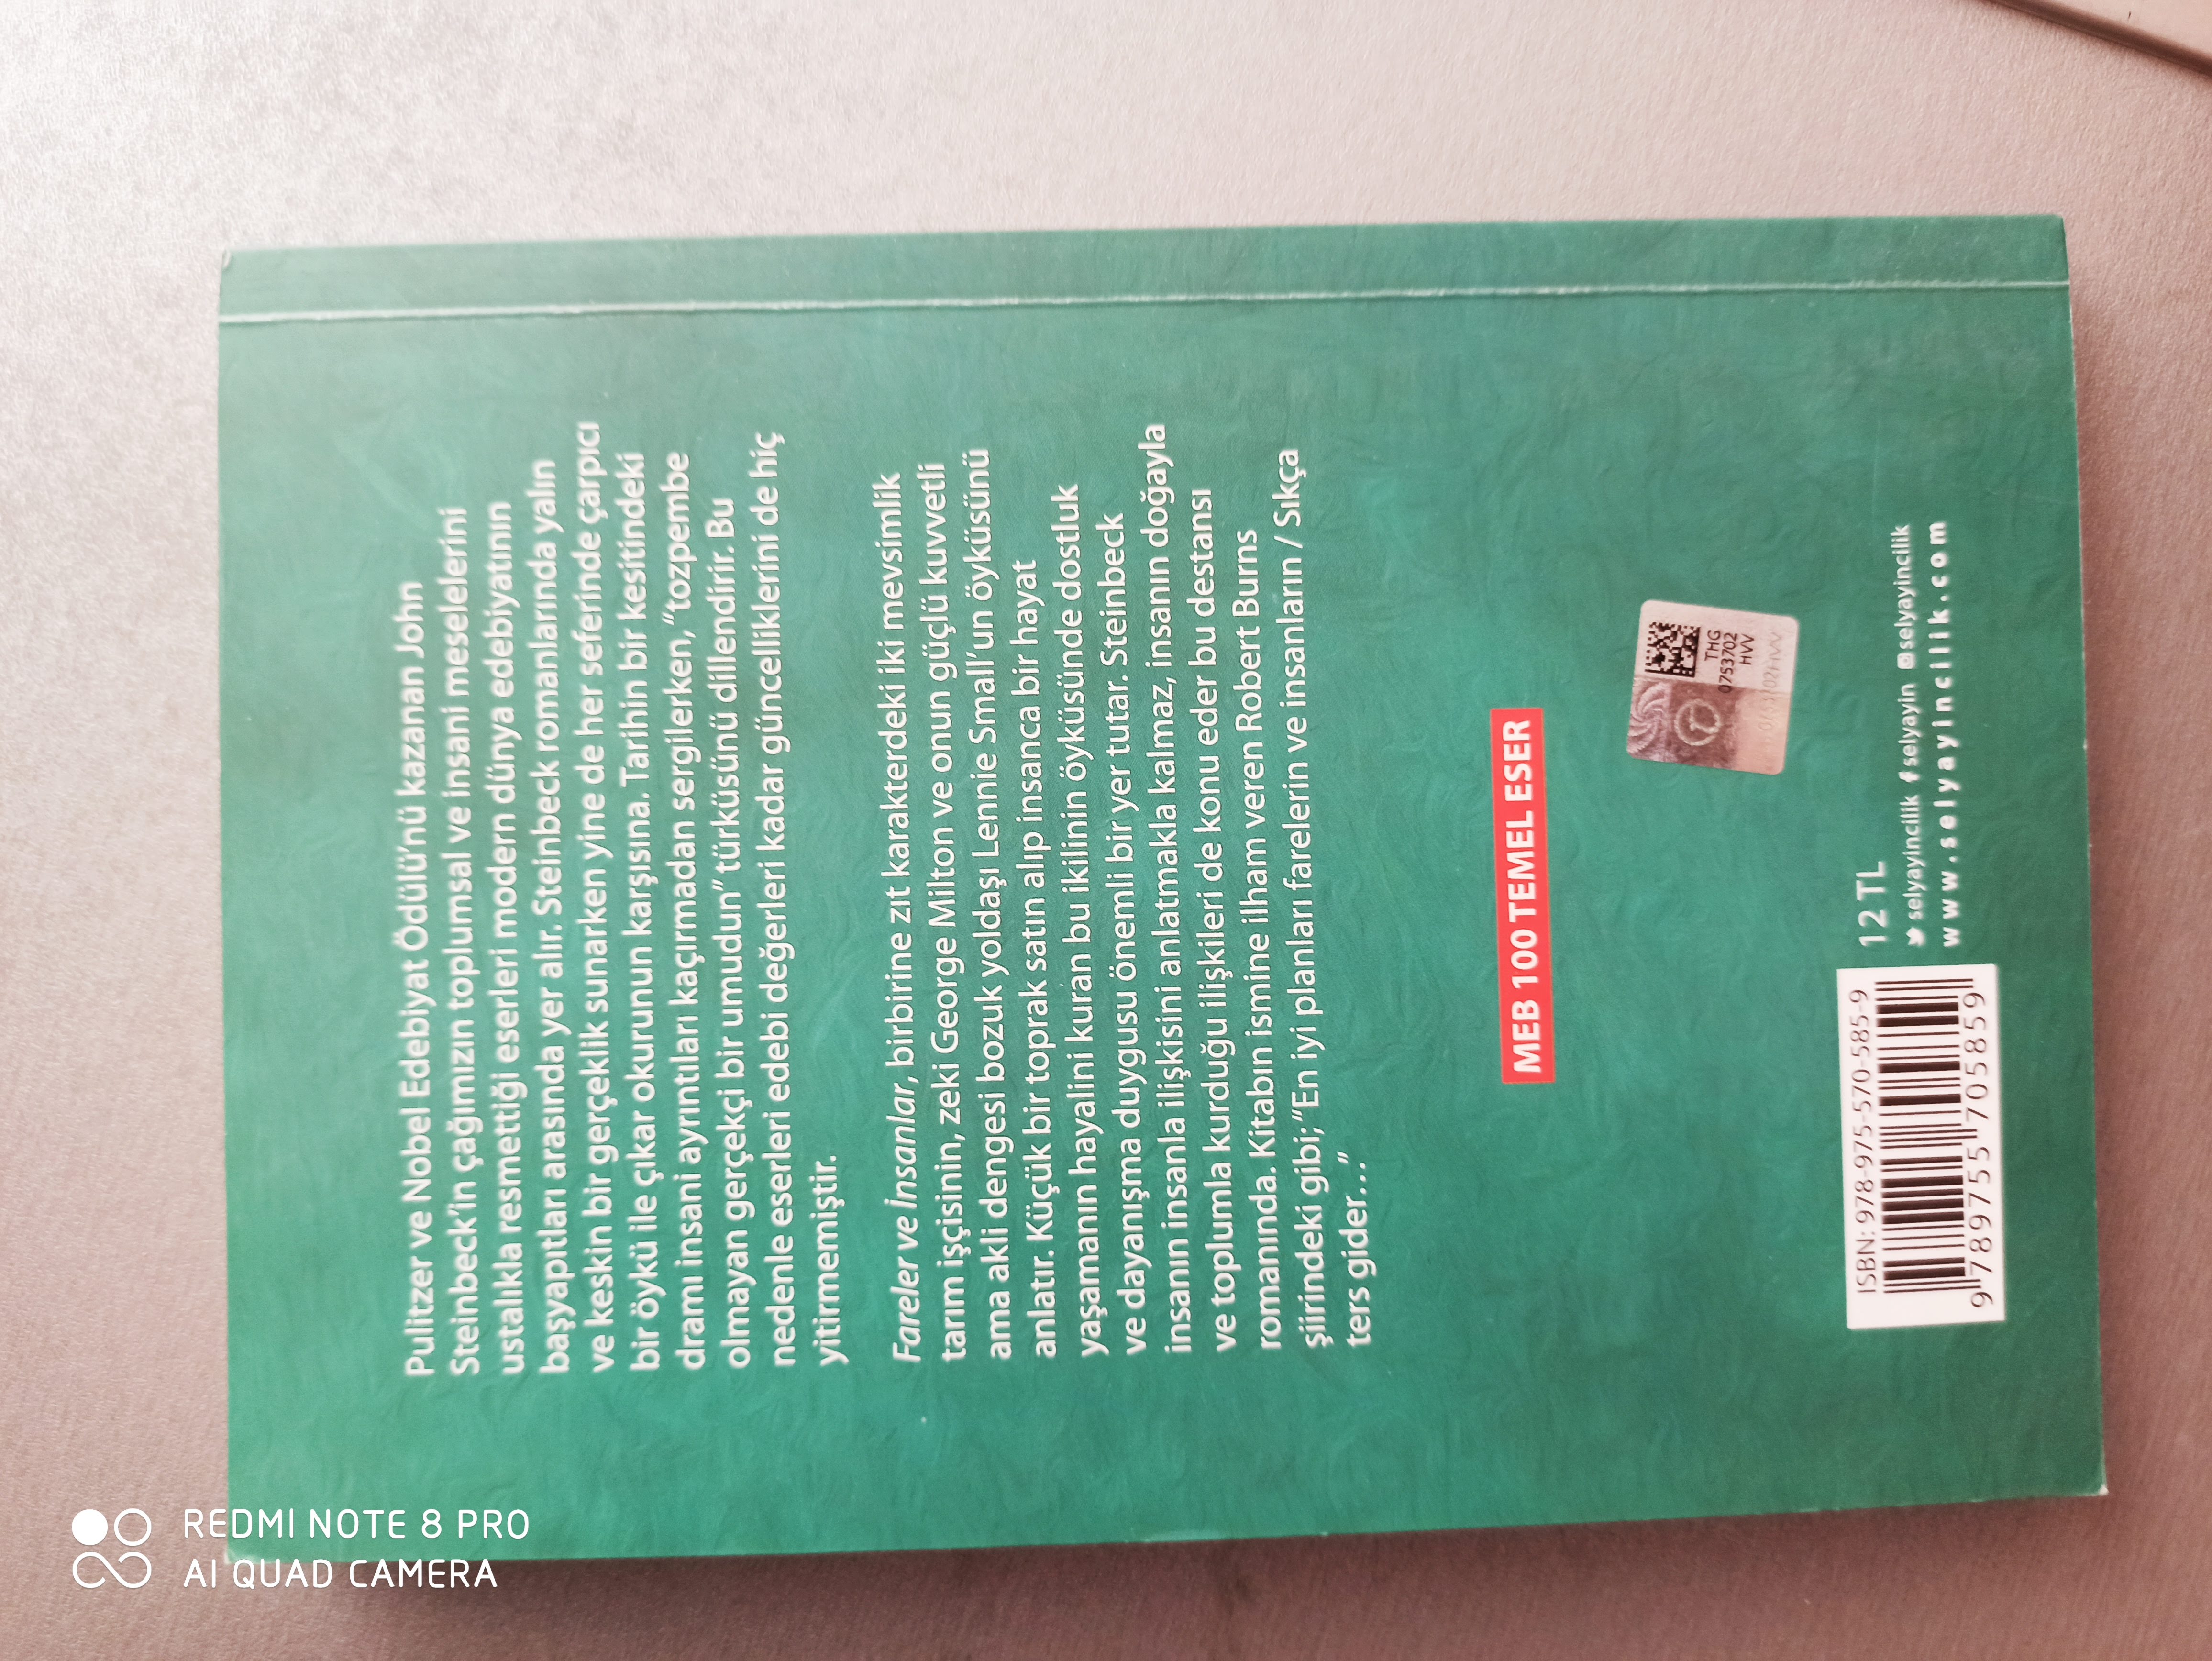 Pulitzer ve Nobel Edebiyat Ödülü'nü kazanan John
Steinbeck'in çağımızın toplumsal ve insani meselelerini
ustalıkla resmettiği eserleri modern dünya edebiyatının
başyapıtları arasında yer alır. Steinbeck romanlarında yalın
ve keskin bir gerçeklik sunarken yine de her seferinde çarpıcı
bir öykü ile çıkar okurunun karşısına. Tarihin bir kesitindeki
dramı insani ayrıntıları kaçırmadan sergilerken, "tozpembe
olmayan gerçekçi bir umudun" türküsünü dillendirir. Bu
nedenle eserleri edebi değerleri kadar güncelliklerini de hiç
yitirmemiştir.
Fareler ve İnsanlar, birbirine zıt karakterdeki iki mevsimlik
tarım işçisinin, zeki George Milton ve onun güçlü kuvvetli
ama akli dengesi bozuk yoldaşı Lennie Small'un öyküsünü
anlatır. Küçük bir toprak satın alıp insanca bir hayat
yaşamanın hayalini kuran bu ikilinin öyküsünde dostluk
ve dayanışma duygusu önemli bir yer tutar. Steinbeck
insanın insanla ilişkisini anlatmakla kalmaz, insanın doğayla
ve toplumla kurduğu ilişkileri de konu eder bu destansı
romanında. Kitabın ismine ilham veren Robert Burns
şiirindeki gibi; "En iyi planları farelerin ve insanların / Sıkça
ters gider..."
MEB 100 TEMEL ESER
THG
0753702
HVV
ISBN: 978-975-570-585-9
9 789755 705859
12 TL
selyayincilik selyayin selyayincilik
www.selyayincilik.com
REDMI NOTE 8 PRO
AI QUAD CAMERA